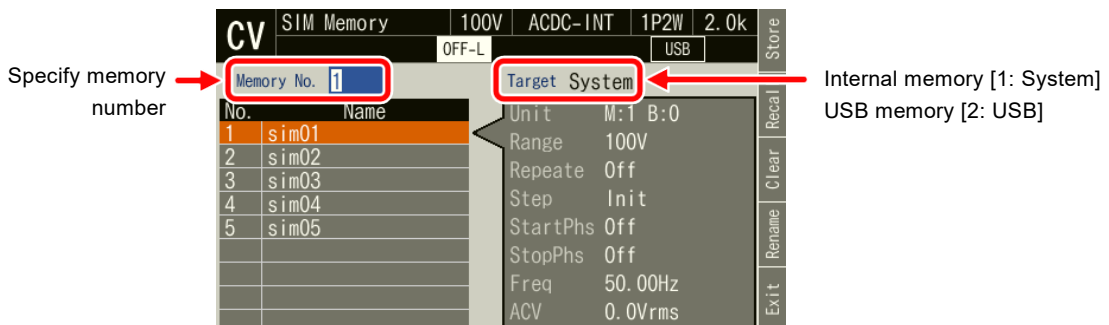 CV SIM Memory 100V ACDC-INT 1P2W 2.0k
OFF-L USB
Specify memory
number
Memory No. 1
Target System
Internal memory [1: System]
USB memory [2: USB]
No. Name
1 sim01
2 sim02
3 sim03
4 sim04
5 sim05
Unit M:1 B:0
Range 100V
Repeate Off
Step Init
StartPhs Off
StopPhs Off
Freq 50.00Hz
ACV 0.0Vrms
Store
Recal
Clear
Rename
Exit